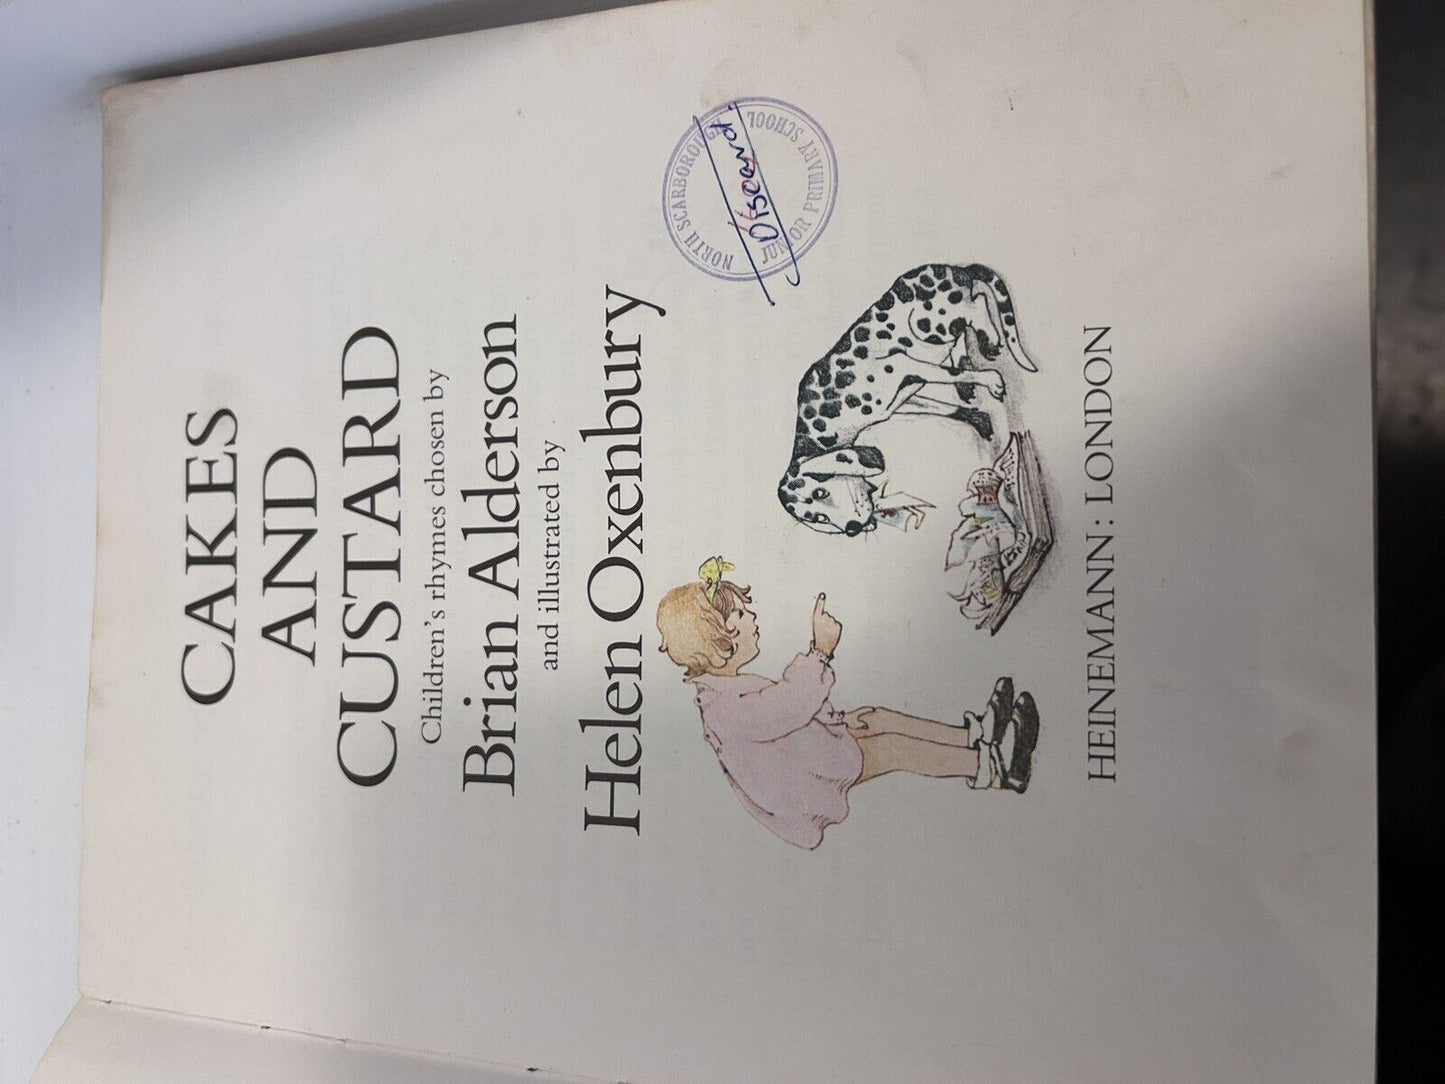 CAKES
AND
CUSTARD
Children's rhymes chosen by
Brian Alderson
and illustrated by
Helen Oxenbury
NORTH SCARBOROUGH
Discard.
JUNIOR PRIMARY SCHOOL
HEINEMANN : LONDON